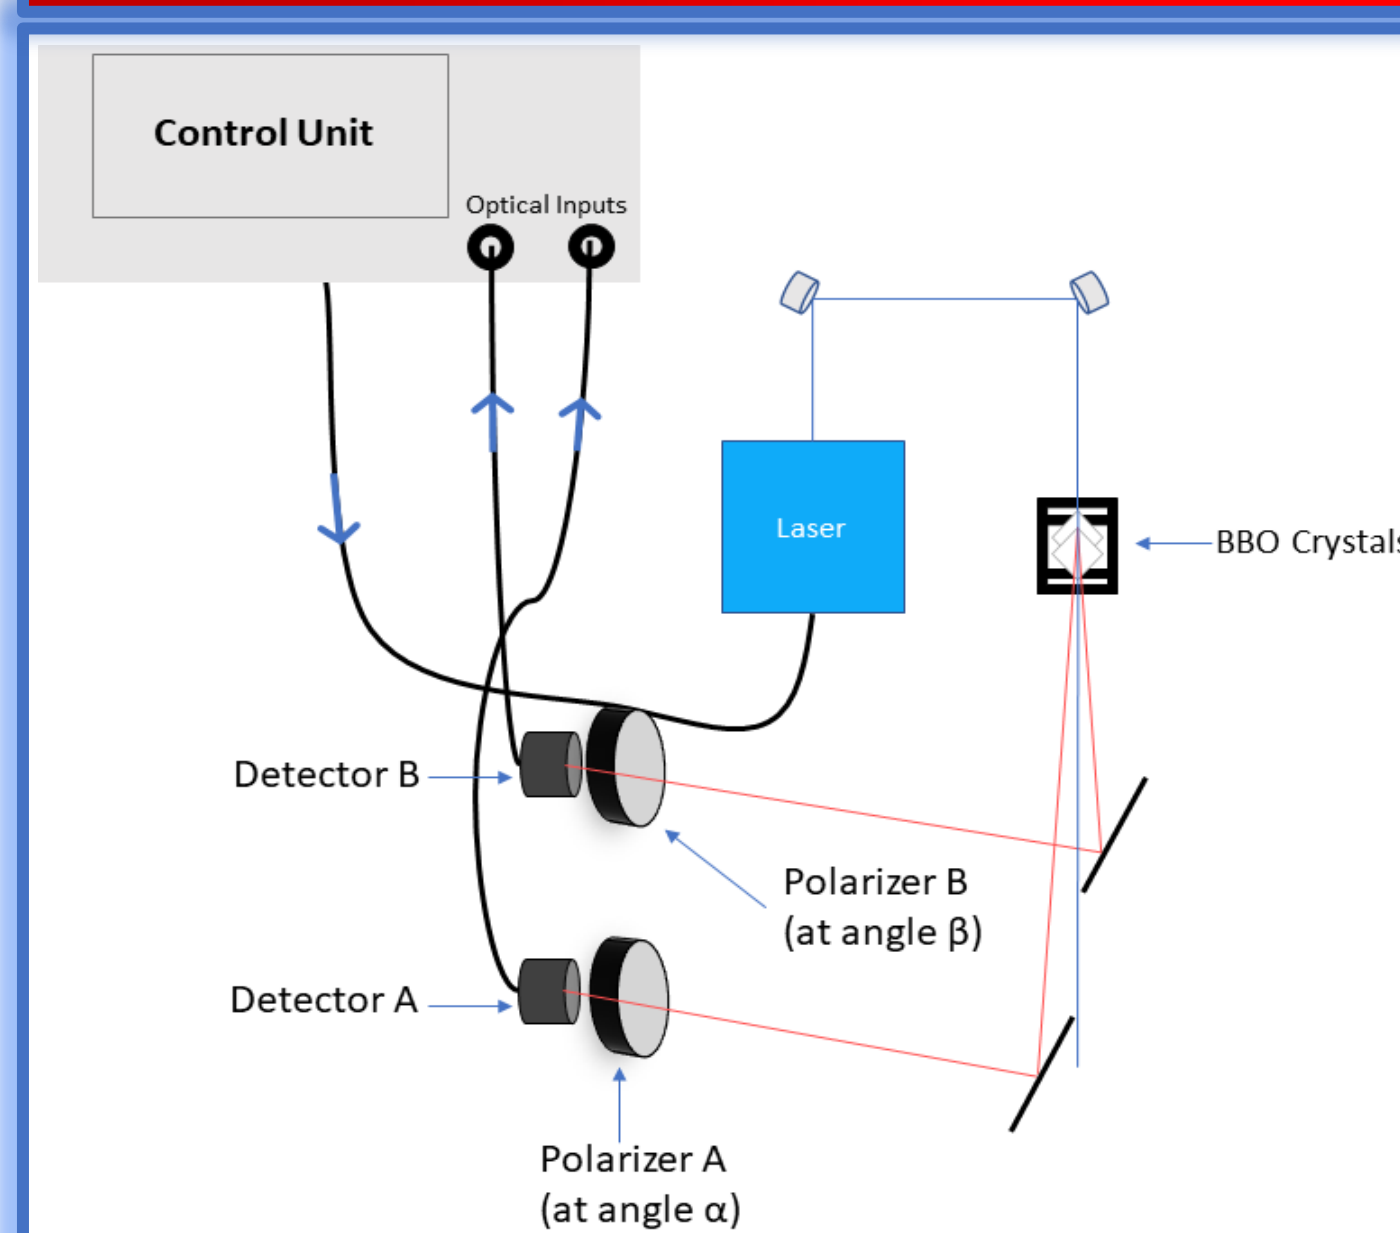 Control Unit
Optical Inputs
Laser
BBO Crystals
Detector B
Polarizer B
(at angle β)
Detector A
Polarizer A
(at angle α)